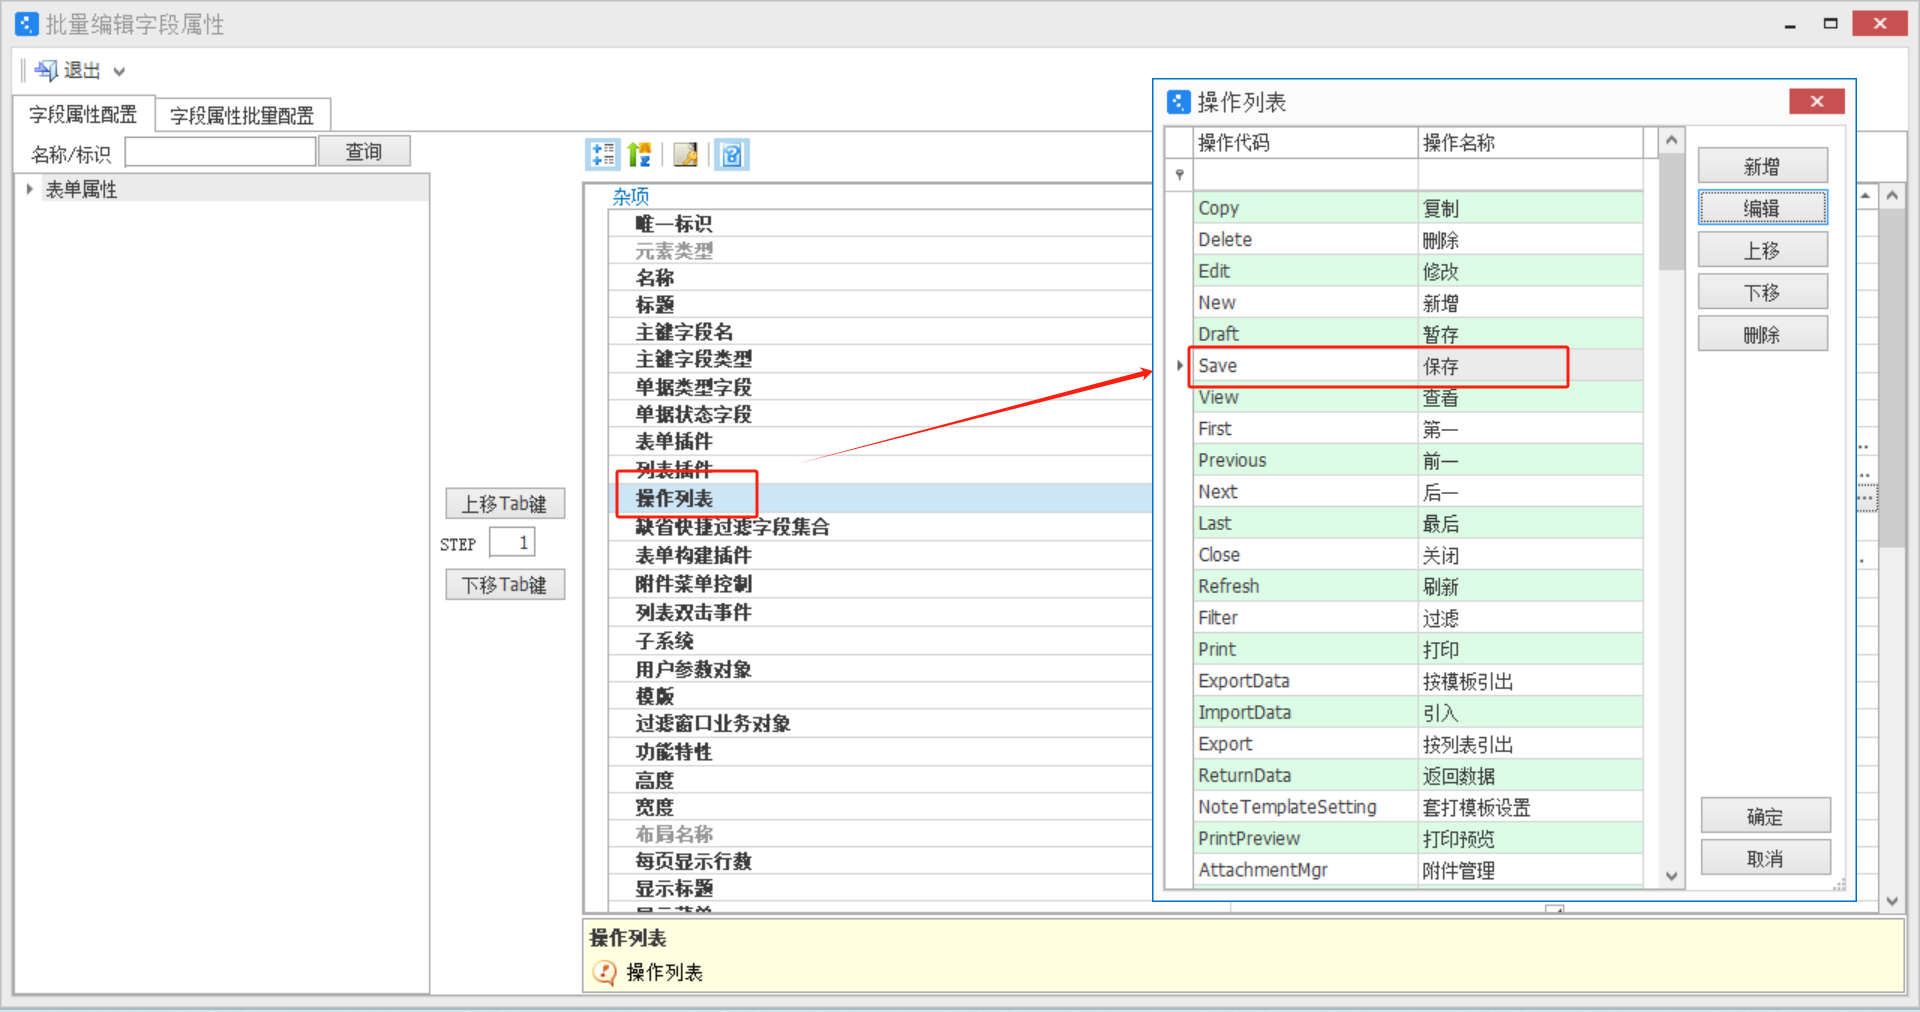 批量编辑字段属性
退出
字段属性配置
字段属性批量配置
名称/标识
查询
表单属性
上移Tab键
STEP 1
下移Tab键
杂项
唯一标识
元素类型
名称
标题
主键字段名
主键字段类型
单据类型字段
单据状态字段
表单插件
列表插件
操作列表
缺省快捷过滤字段集合
表单构建插件
附件菜单控制
列表双击事件
子系统
用户参数对象
模版
过滤窗口业务对象
功能特性
高度
宽度
布局名称
每页显示行数
显示标题
操作列表
操作列表
操作列表
操作代码 操作名称
Copy 复制
Delete 删除
Edit 修改
New 新增
Draft 暂存
Save 保存
View 查看
First 第一
Previous 前一
Next 后一
Last 最后
Close 关闭
Refresh 刷新
Filter 过滤
Print 打印
ExportData 按模板引出
ImportData 引入
Export 按列表引出
ReturnData 返回数据
NoteTemplateSetting 套打模板设置
PrintPreview 打印预览
AttachmentMgr 附件管理
新增
编辑
上移
下移
删除
确定
取消